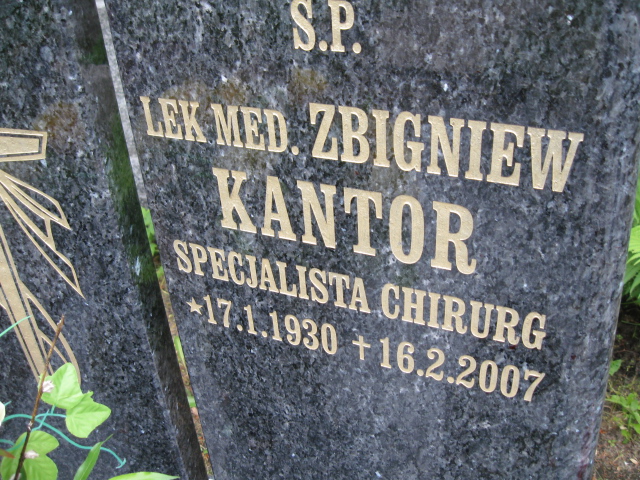 S.P.
LEK MED. ZBIGNIEW
KANTOR
SPECJALISTA CHIRURG
*17.1.1930 +16.2.2007